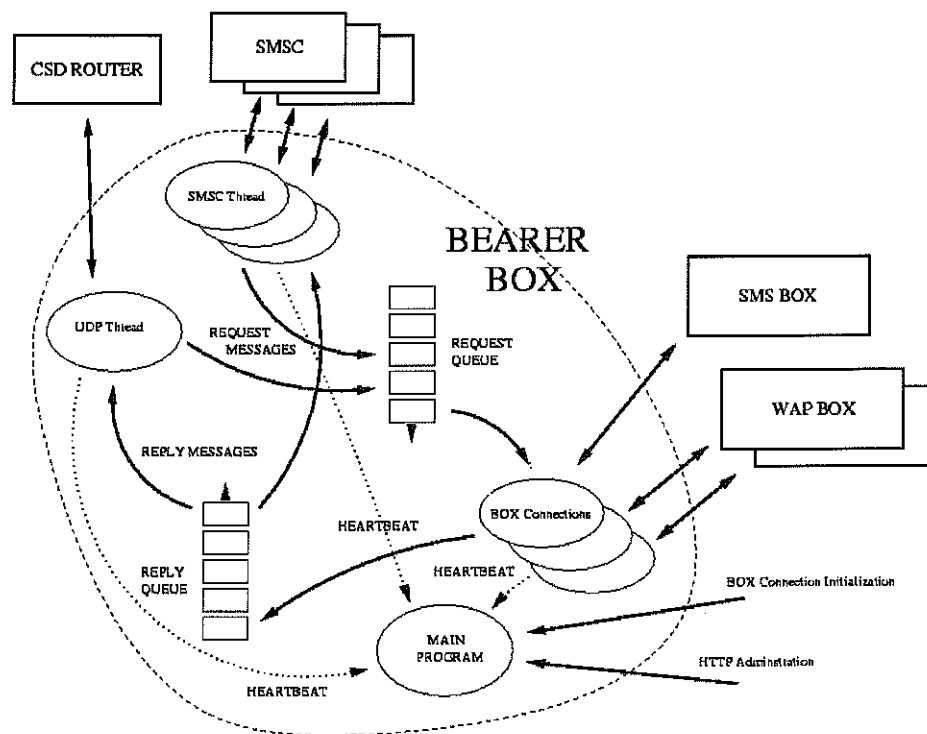 SMSC
CSD ROUTER
SMSC Thread
BEARER
BOX
SMS BOX
UDP Thread
REQUEST
MESSAGES
REQUEST
QUEUE
WAP BOX
REPLY MESSAGES
BOX Connections
HEARTBEAT
HEARTBEAT
REPLY
QUEUE
BOX Connection Initialization
MAIN
PROGRAM
HTTP Adminstration
HEARTBEAT